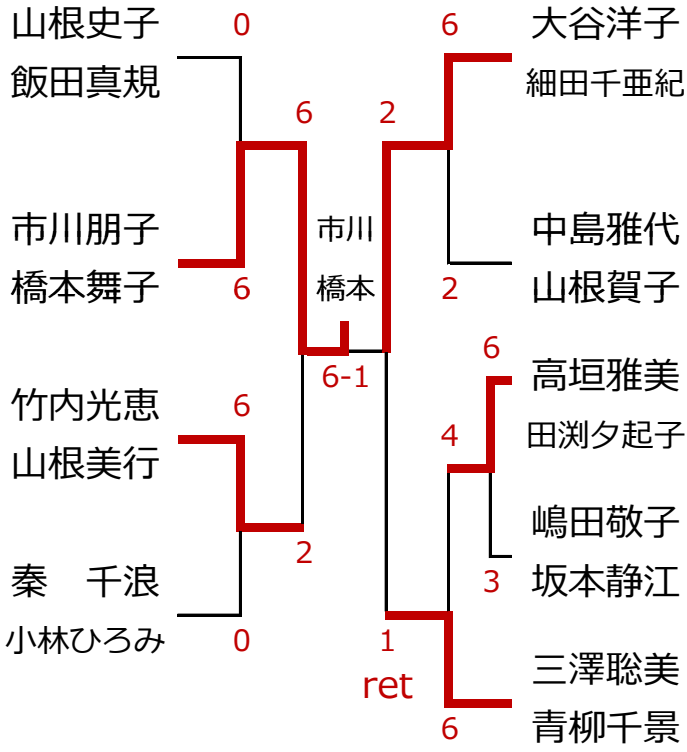 山根史子
飯田真規
0
市川朋子
橋本舞子
6
6
竹内光恵
山根美行
6
秦　千浪
小林ひろみ
0
2
市川
橋本
6-1
大谷洋子
細田千亜紀
6
中島雅代
山根賀子
2
2
高垣雅美
田渕夕起子
6
嶋田敬子
坂本静江
3
4
三澤聡美
青柳千景
6
1
ret